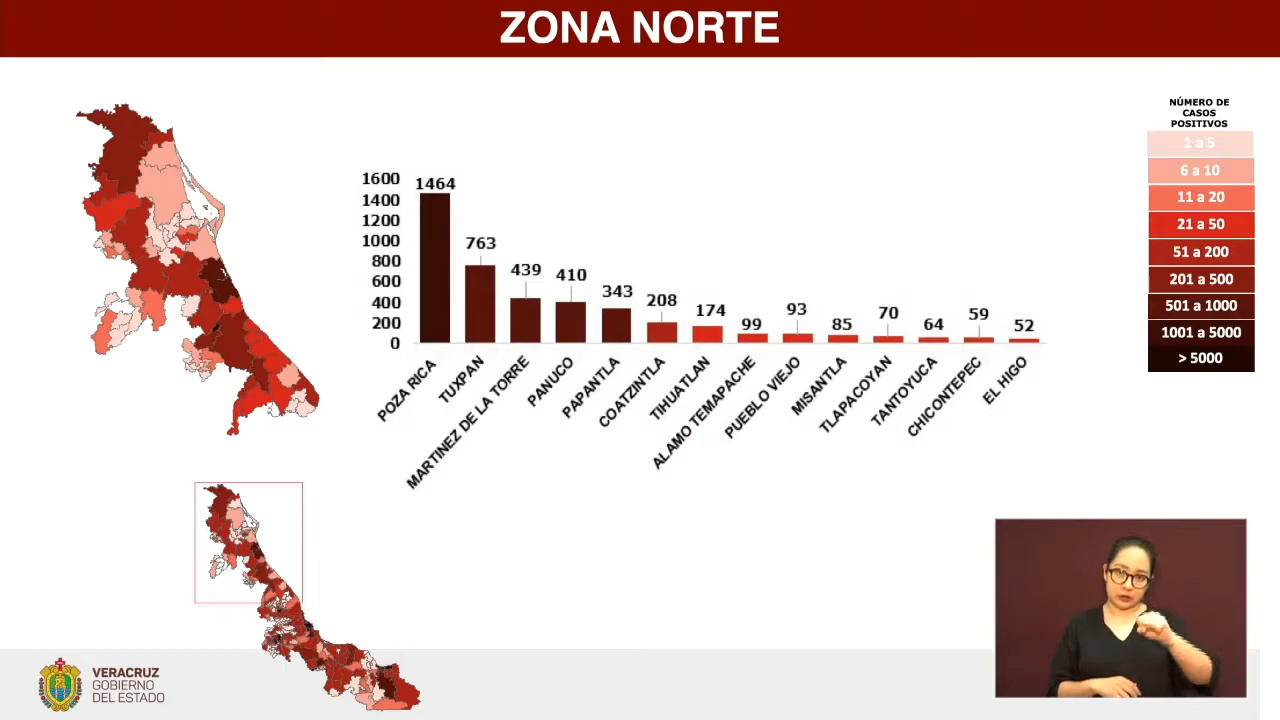 ZONA NORTE
NÚMERO DE
CASOS
POSITIVOS
1 a 5
6 a 10
11 a 20
21 a 50
51 a 200
201 a 500
501 a 1000
1001 a 5000
> 5000
1600
1400
1200
1000
800
600
400
200
0
1464
763
439
410
343
208
174
99
93
85
70
64
59
52
POZA RICA
TUXPAN
MARTINEZ DE LA TORRE
PANUCO
PAPANTLA
COATZINTLA
TIHUATLAN
ALAMO TEMAPACHE
PUEBLO VIEJO
MISANTLA
TLAPACOYAN
TANTOYUCA
CHICONTEPEC
EL HIGO
VERACRUZ
GOBIERNO
DEL ESTADO